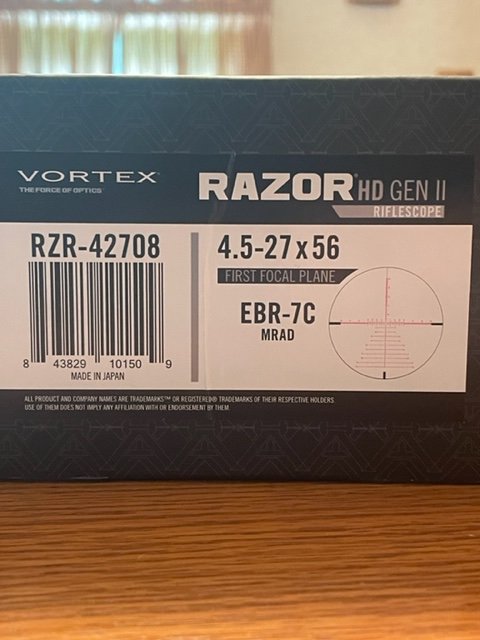 VORTEX®
THE FORCE OF OPTICS
RAZOR® HD GEN II
RIFLESCOPE
RZR-42708
8 43829 10150 9
MADE IN JAPAN
4.5-27 x 56
FIRST FOCAL PLANE
EBR-7C
MRAD
ALL PRODUCT AND COMPANY NAMES ARE TRADEMARKS™ OR REGISTERED® TRADEMARKS OF THEIR RESPECTIVE HOLDERS.
USE OF THEM DOES NOT IMPLY ANY AFFILIATION WITH OR ENDORSEMENT BY THEM.